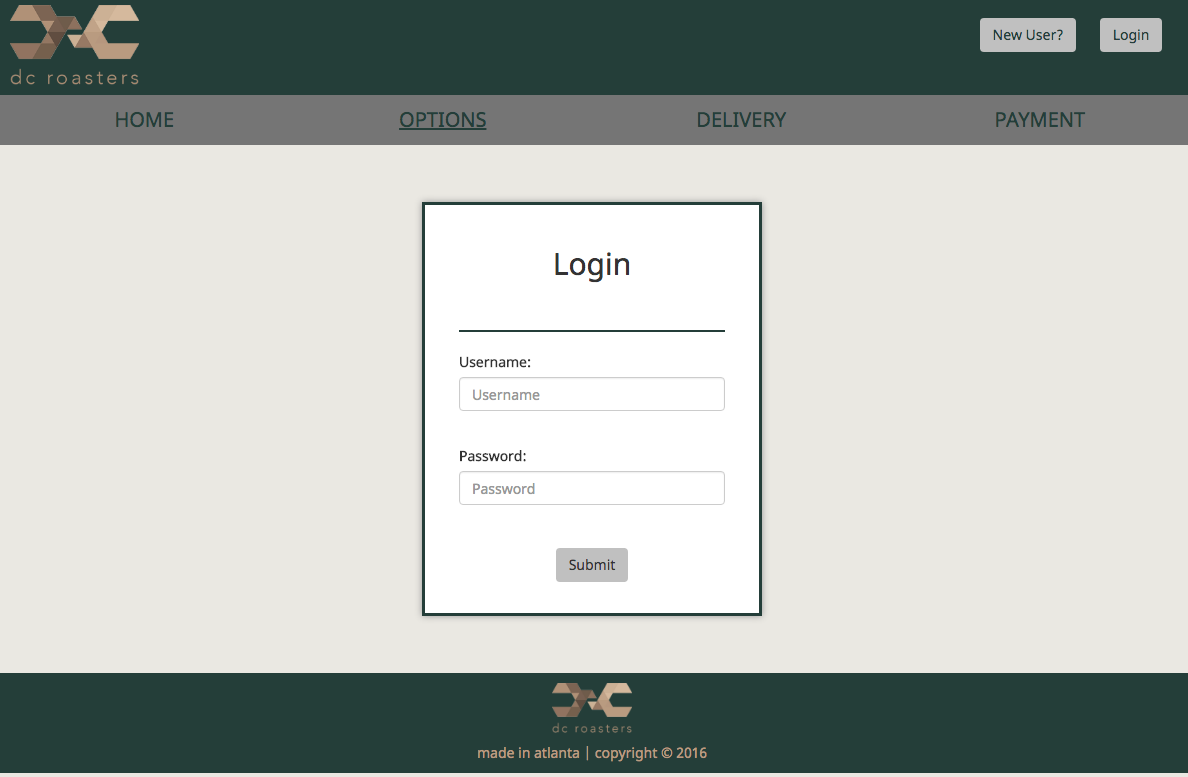 New User?
Login
dc roasters
HOME
OPTIONS
DELIVERY
PAYMENT
Login
Username:
Username
Password:
Password
Submit
dc roasters
made in atlanta | copyright © 2016